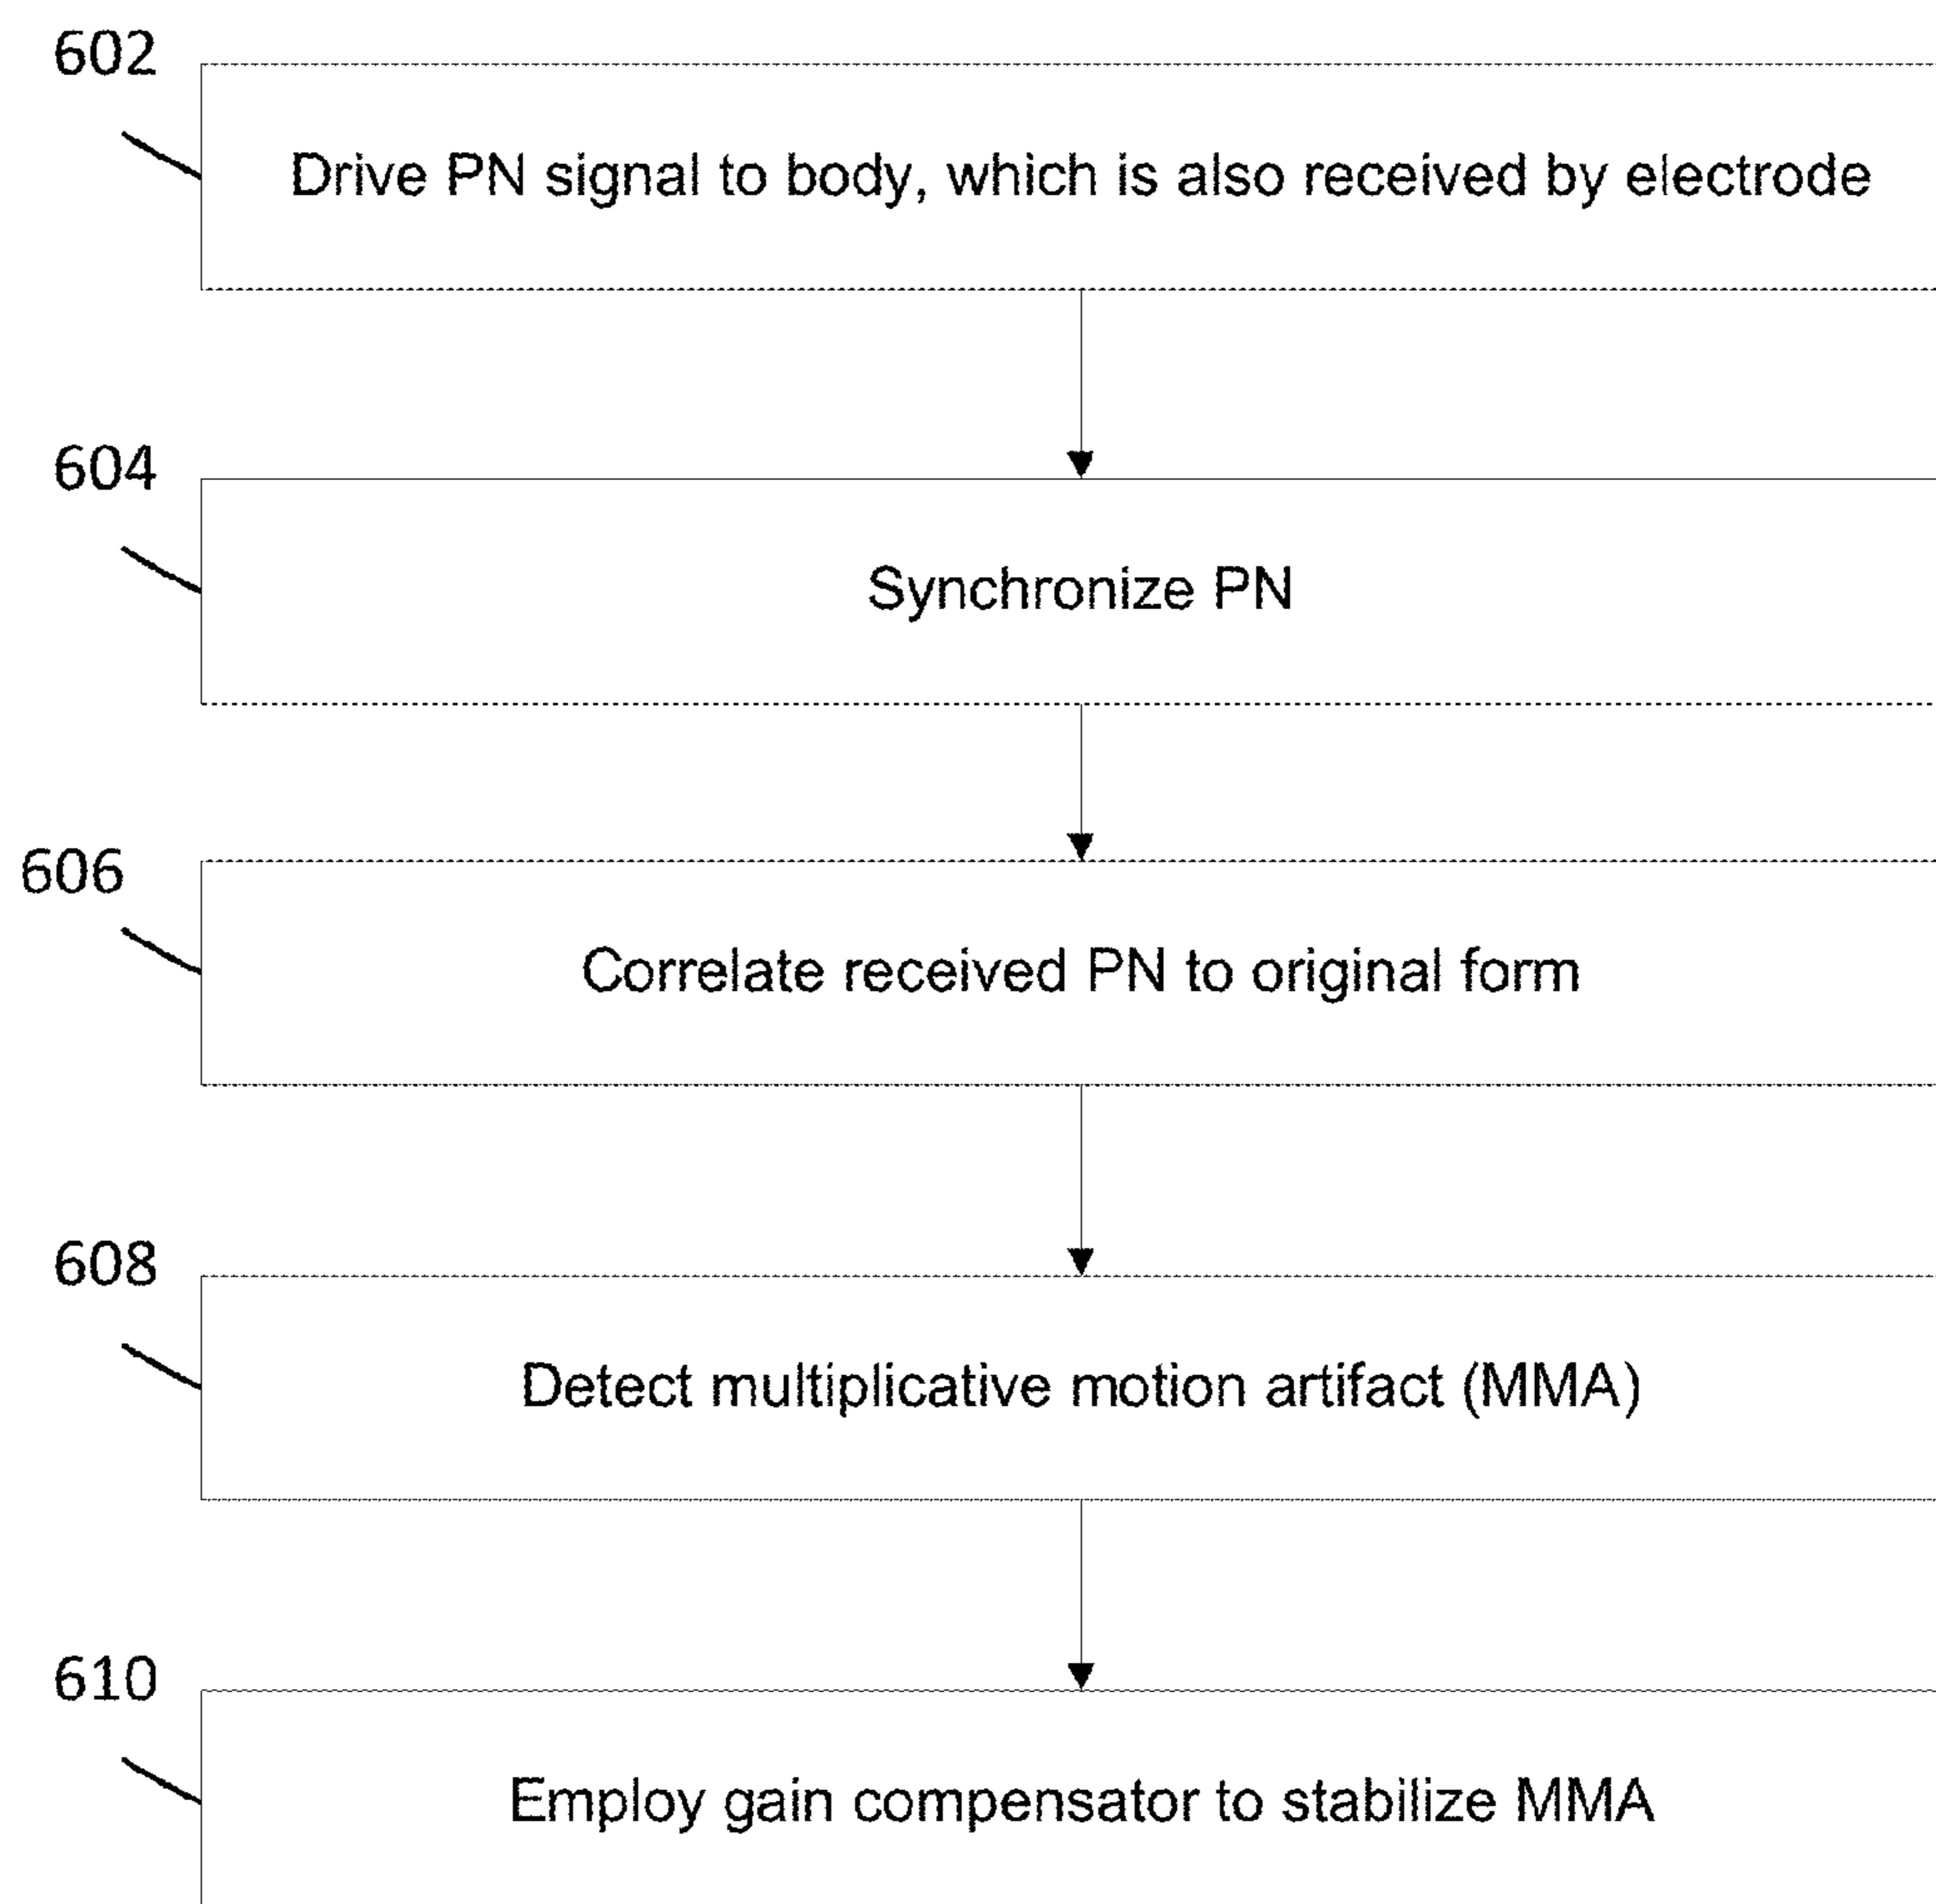 602
Drive PN signal to body, which is also received by electrode
604
Synchronize PN
606
Correlate received PN to original form
608
Detect multiplicative motion artifact (MMA)
610
Employ gain compensator to stabilize MMA